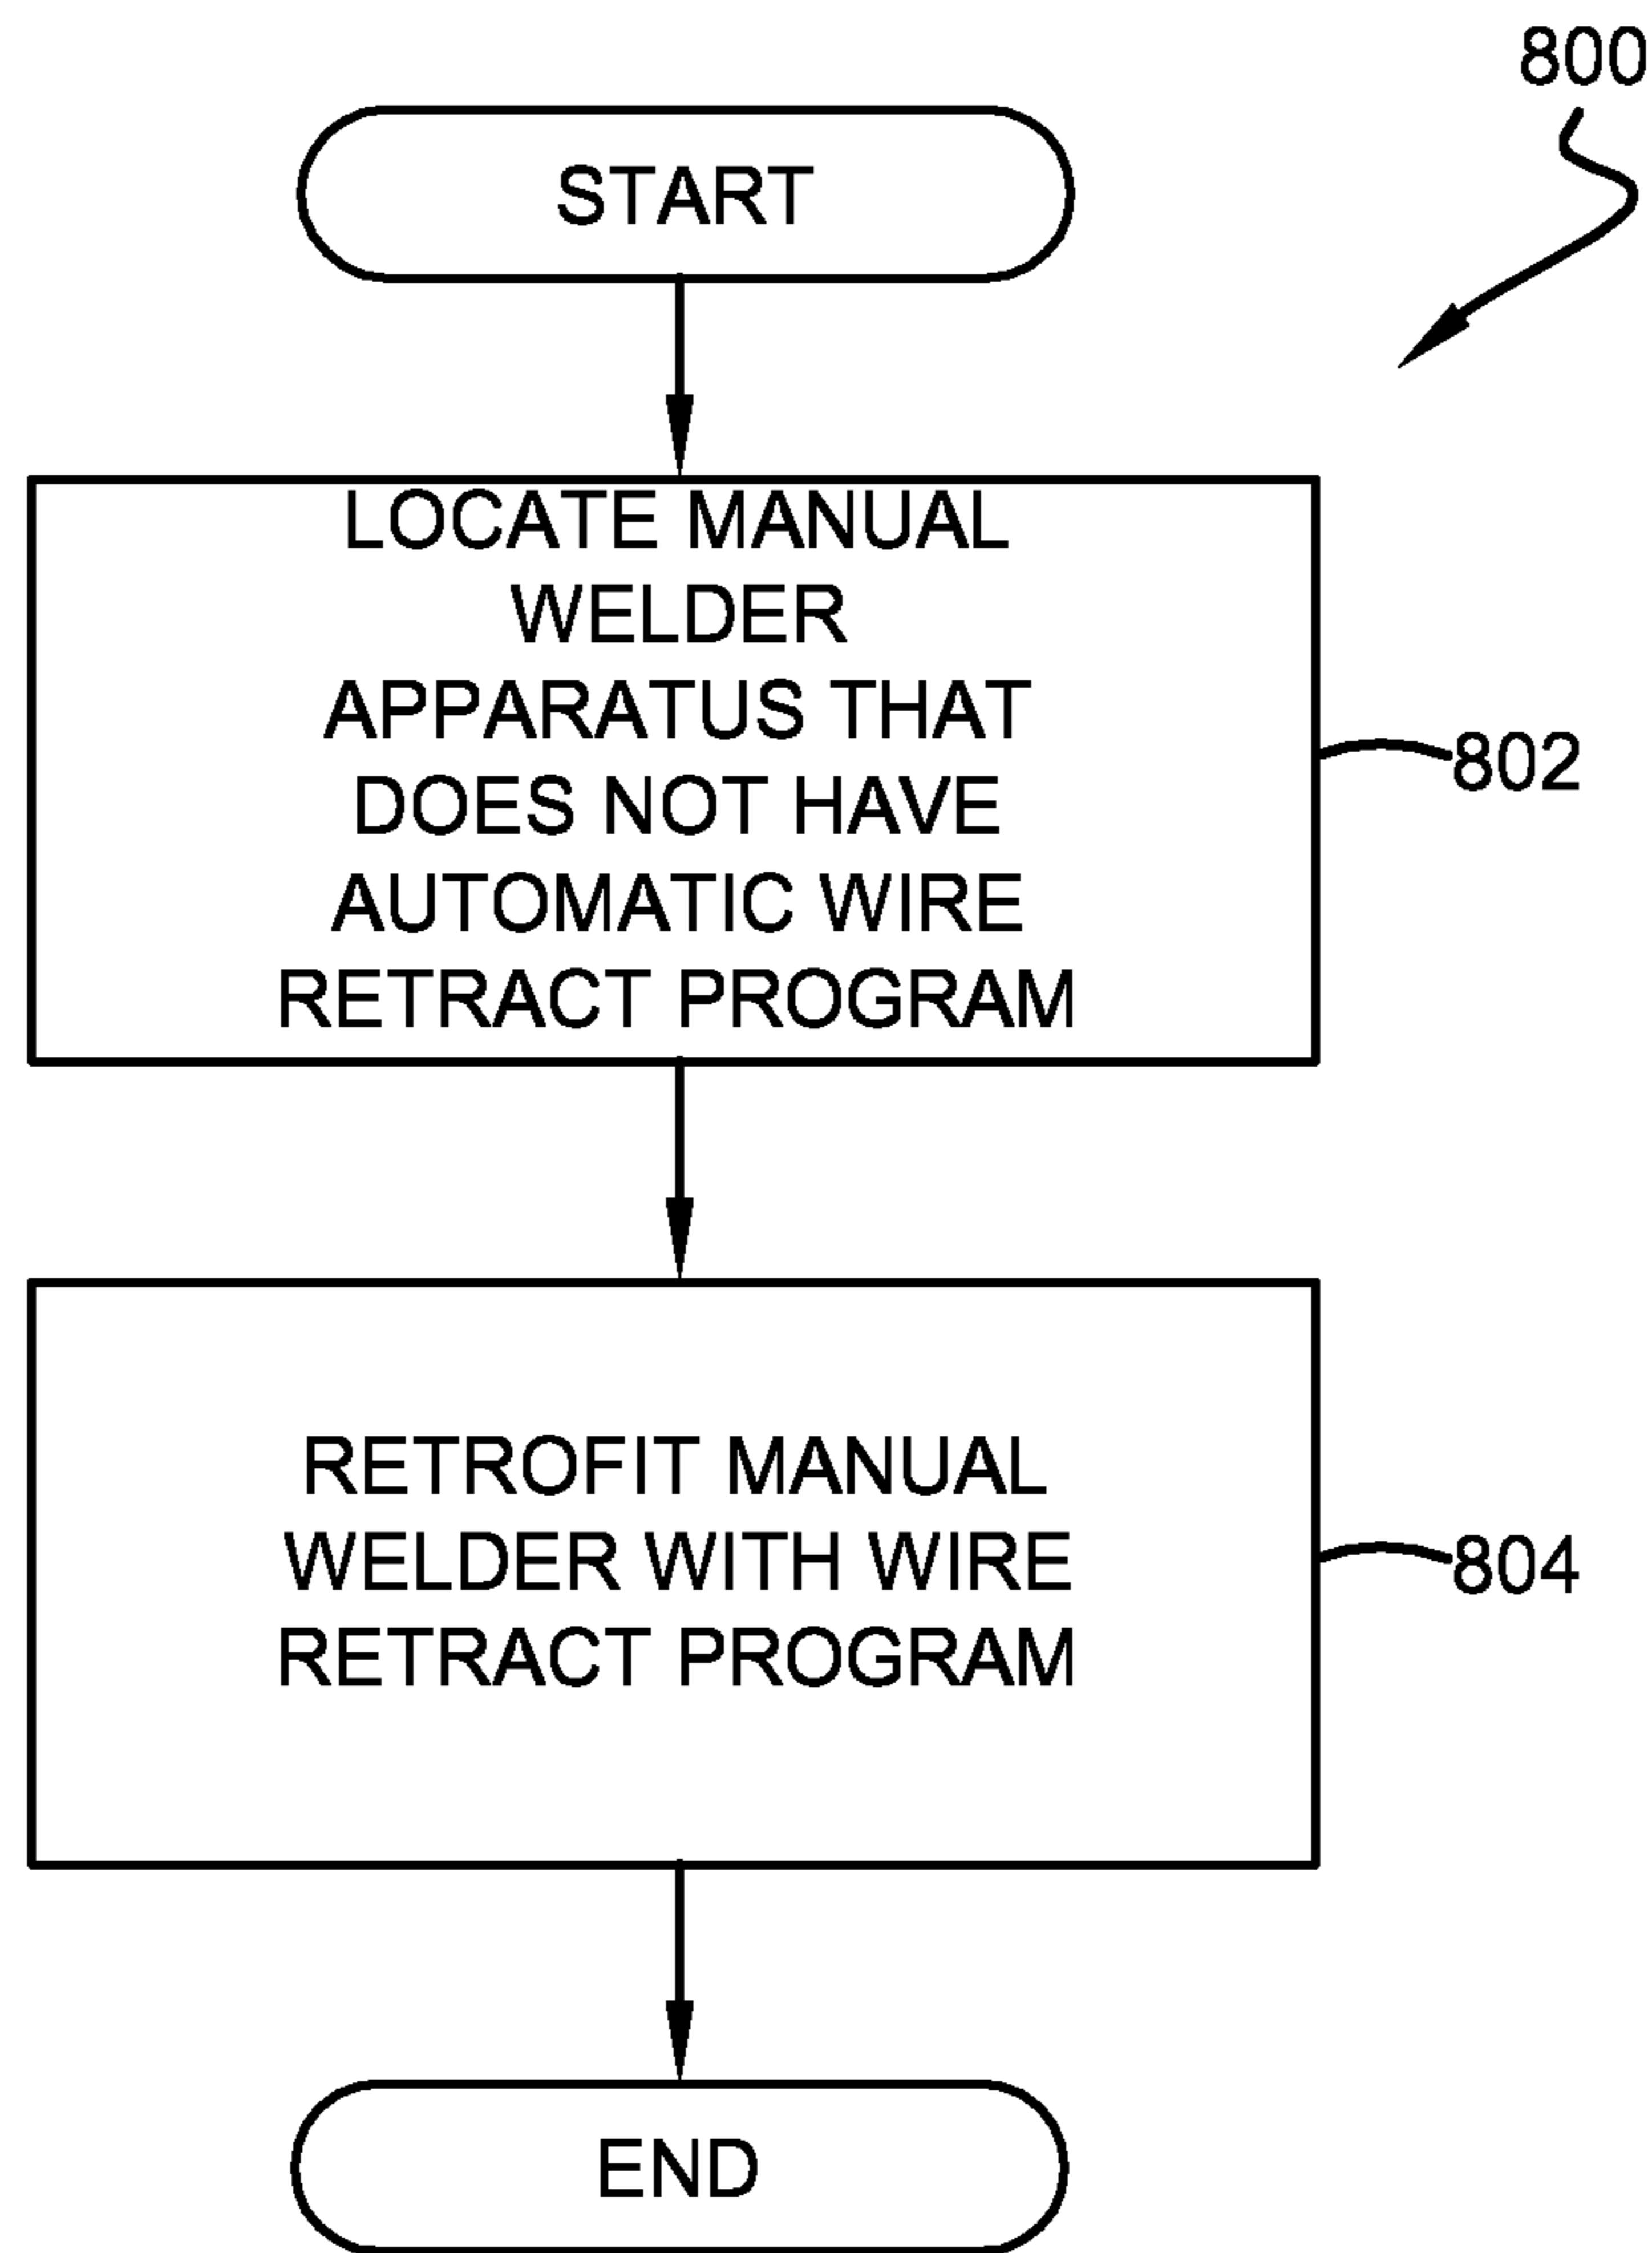 800
START
LOCATE MANUAL
WELDER
APPARATUS THAT
DOES NOT HAVE
AUTOMATIC WIRE
RETRACT PROGRAM
802
RETROFIT MANUAL
WELDER WITH WIRE
RETRACT PROGRAM
804
END